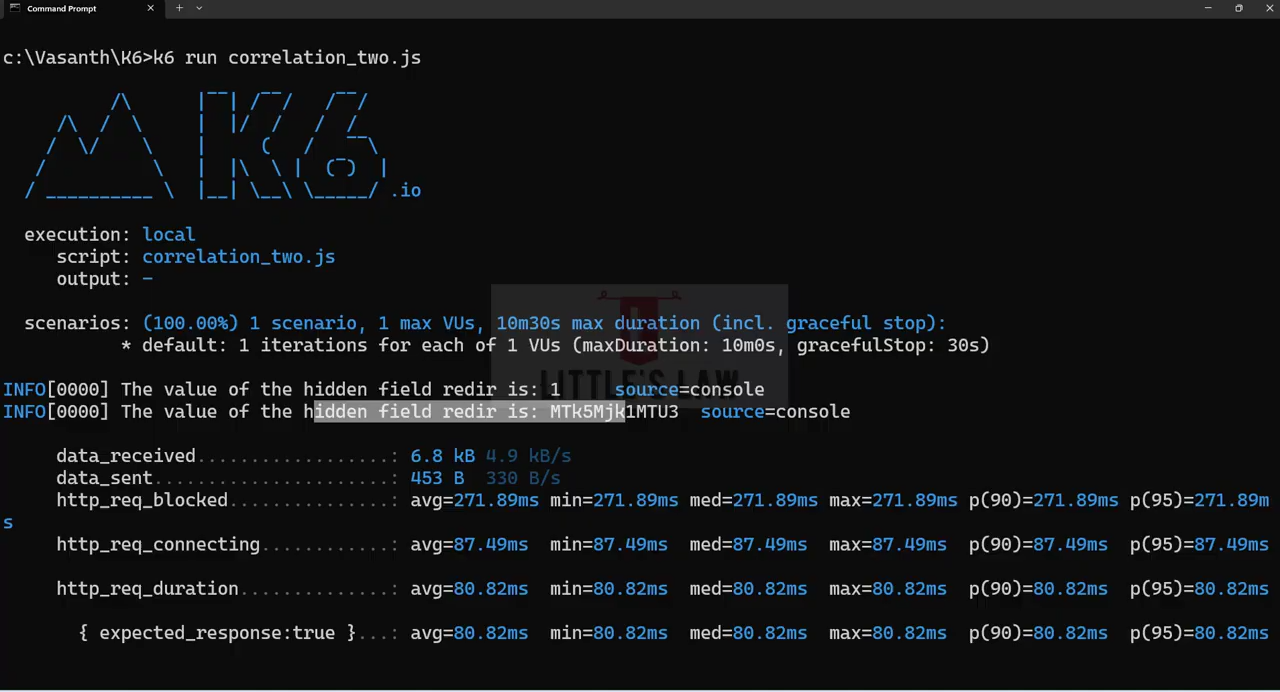 Command Prompt
c:\Vasanth\K6>k6 run correlation_two.js
.io
execution: local
script: correlation_two.js
output: -
scenarios: (100.00%) 1 scenario, 1 max VUs, 10m30s max duration (incl. graceful stop):
* default: 1 iterations for each of 1 VUs (maxDuration: 10m0s, gracefulStop: 30s)
INFO[0000] The value of the hidden field redir is: 1 source=console
LITTLE'S LAW
INFO[0000] The value of the hidden field redir is: MTk5Mjk1MTU3 source=console
data_received..................: 6.8 kB 4.9 kB/s
data_sent......................: 453 B 330 B/s
http_req_blocked...............: avg=271.89ms min=271.89ms med=271.89ms max=271.89ms p(90)=271.89ms p(95)=271.89m
s
http_req_connecting............: avg=87.49ms min=87.49ms med=87.49ms max=87.49ms p(90)=87.49ms p(95)=87.49ms
http_req_duration..............: avg=80.82ms min=80.82ms med=80.82ms max=80.82ms p(90)=80.82ms p(95)=80.82ms
{ expected_response:true }...: avg=80.82ms min=80.82ms med=80.82ms max=80.82ms p(90)=80.82ms p(95)=80.82ms